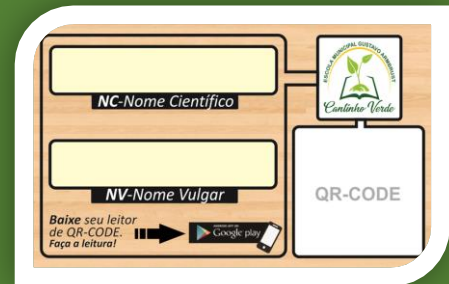 NC-Nome Científico
NV-Nome Vulgar
Baixe seu leitor
de QR-CODE.
Faça a leitura!
Google play
ESCOLA MUNICIPAL GUSTAVO
Cantinho Verde
QR-CODE